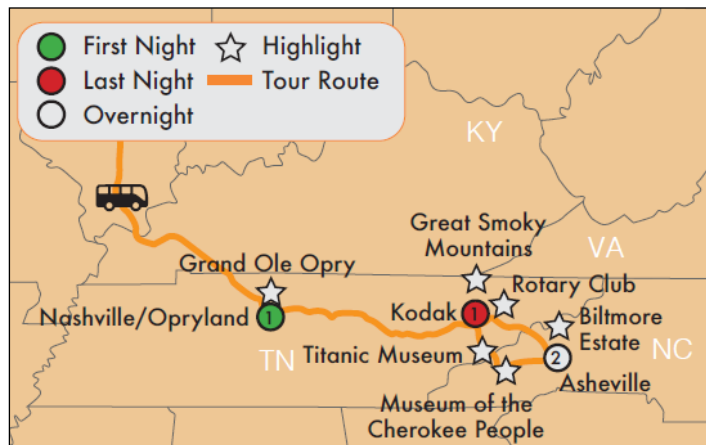 First Night
Highlight
Last Night
Tour Route
Overnight
KY
VA
Great Smoky
Mountains
Grand Ole Opry
Rotary Club
Nashville/Opryland
1
Kodak
1
Biltmore
Estate
TN
Titanic Museum
2
NC
Asheville
Museum of the
Cherokee People